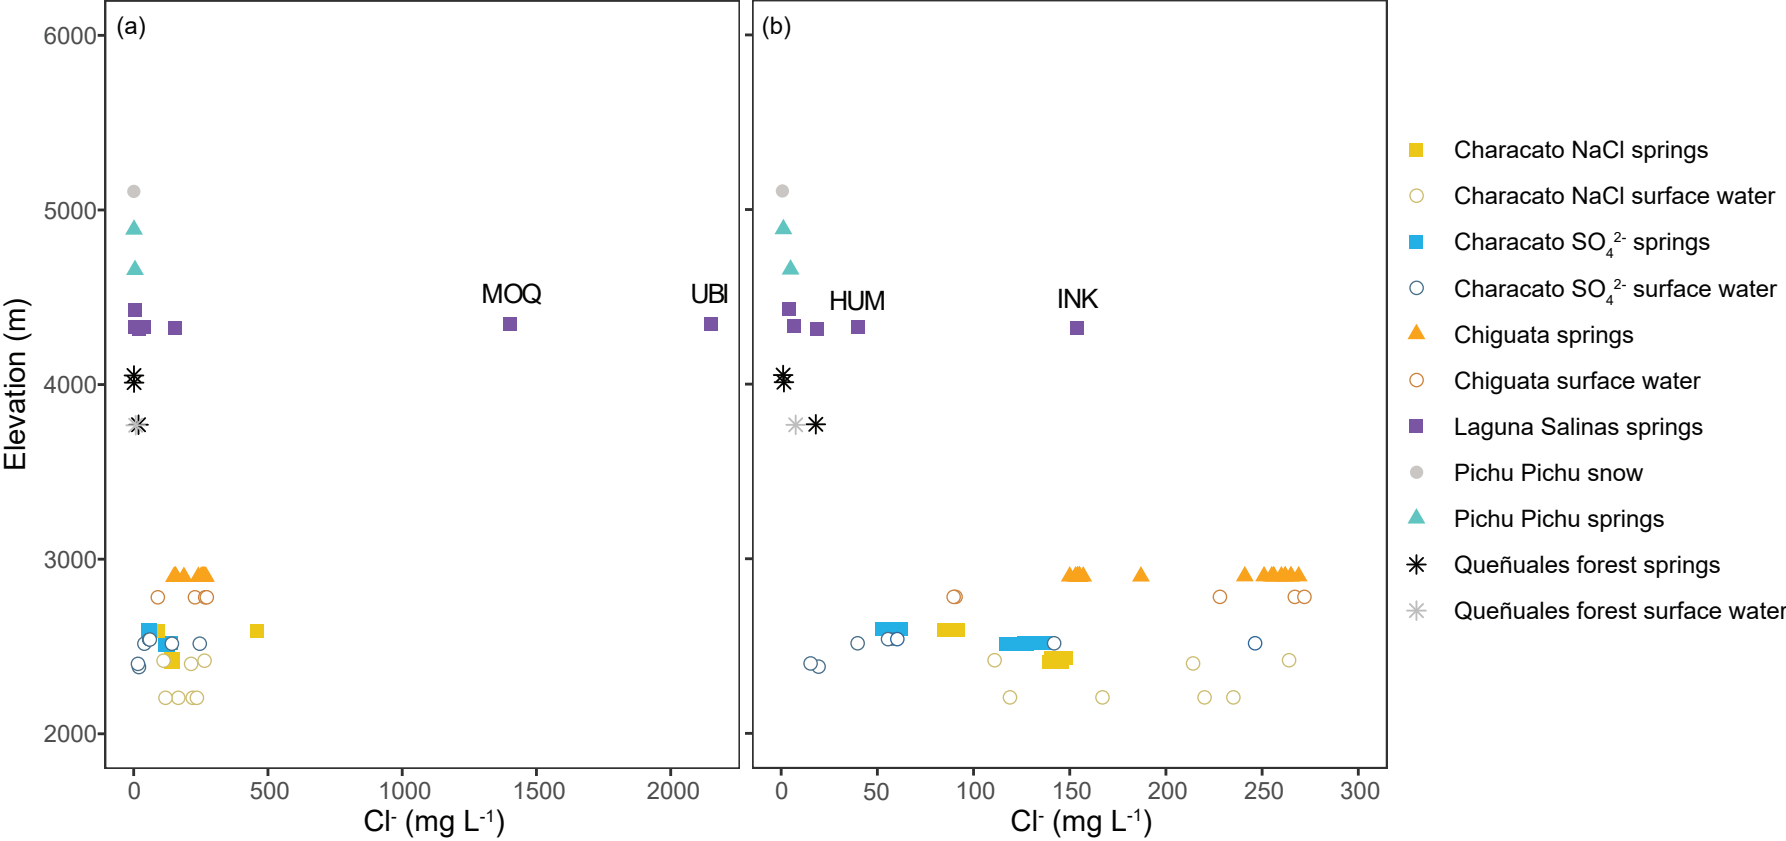 (a)
(b)
6000
5000
4000
3000
2000
Elevation (m)
MOQ
UBI
HUM
INK
0
500
1000
1500
2000
Cl⁻ (mg L⁻¹)
0
50
100
150
200
250
300
Cl⁻ (mg L⁻¹)
Characato NaCl springs
Characato NaCl surface water
Characato SO₄²⁻ springs
Characato SO₄²⁻ surface water
Chiguata springs
Chiguata surface water
Laguna Salinas springs
Pichu Pichu snow
Pichu Pichu springs
Queñuales forest springs
Queñuales forest surface water